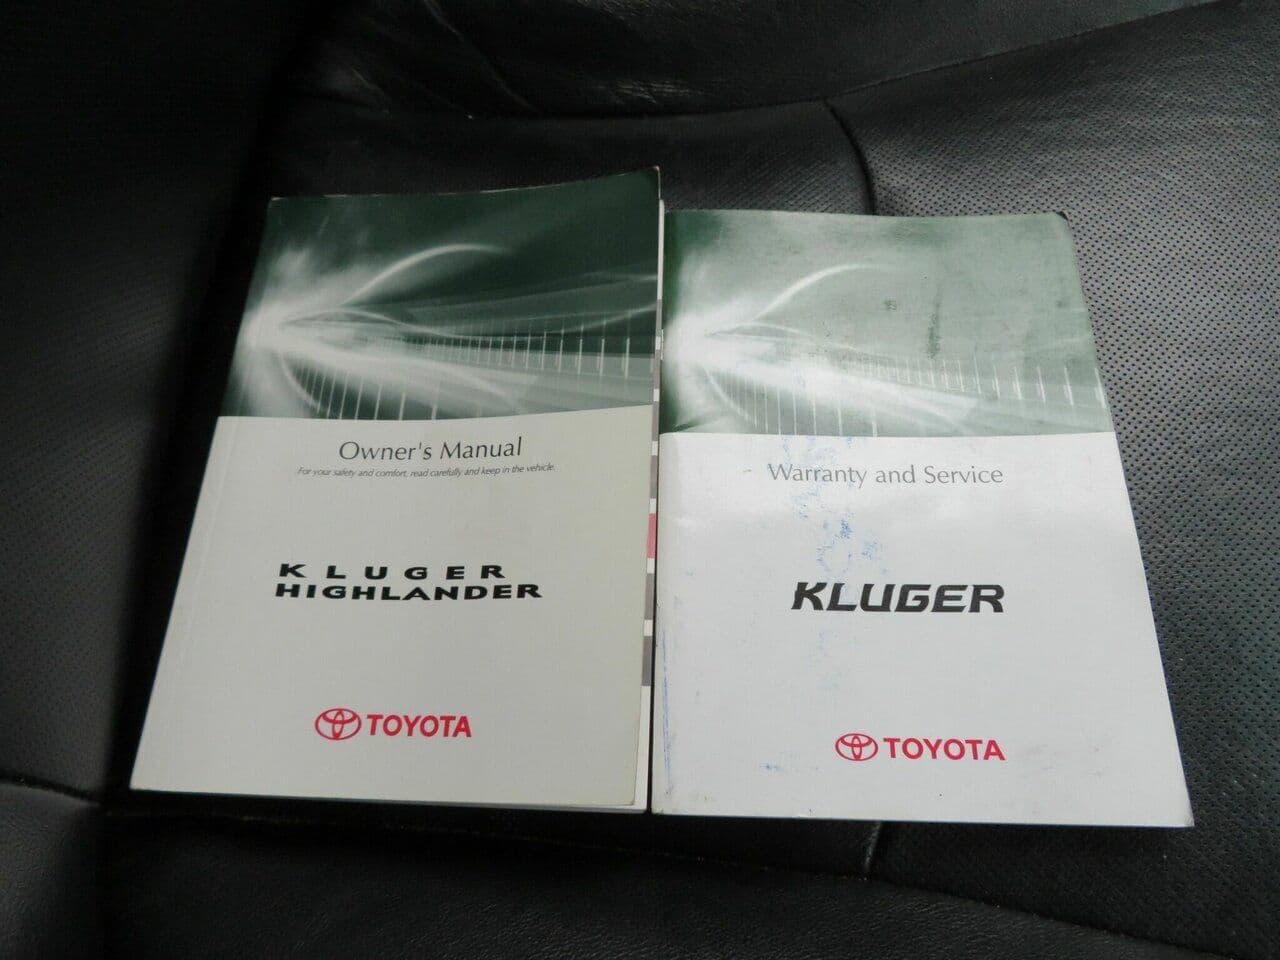 Owner's Manual
For your safety and comfort, read carefully and keep in the vehicle.
KLUGER
HIGHLANDER
TOYOTA
Warranty and Service
KLUGER
TOYOTA